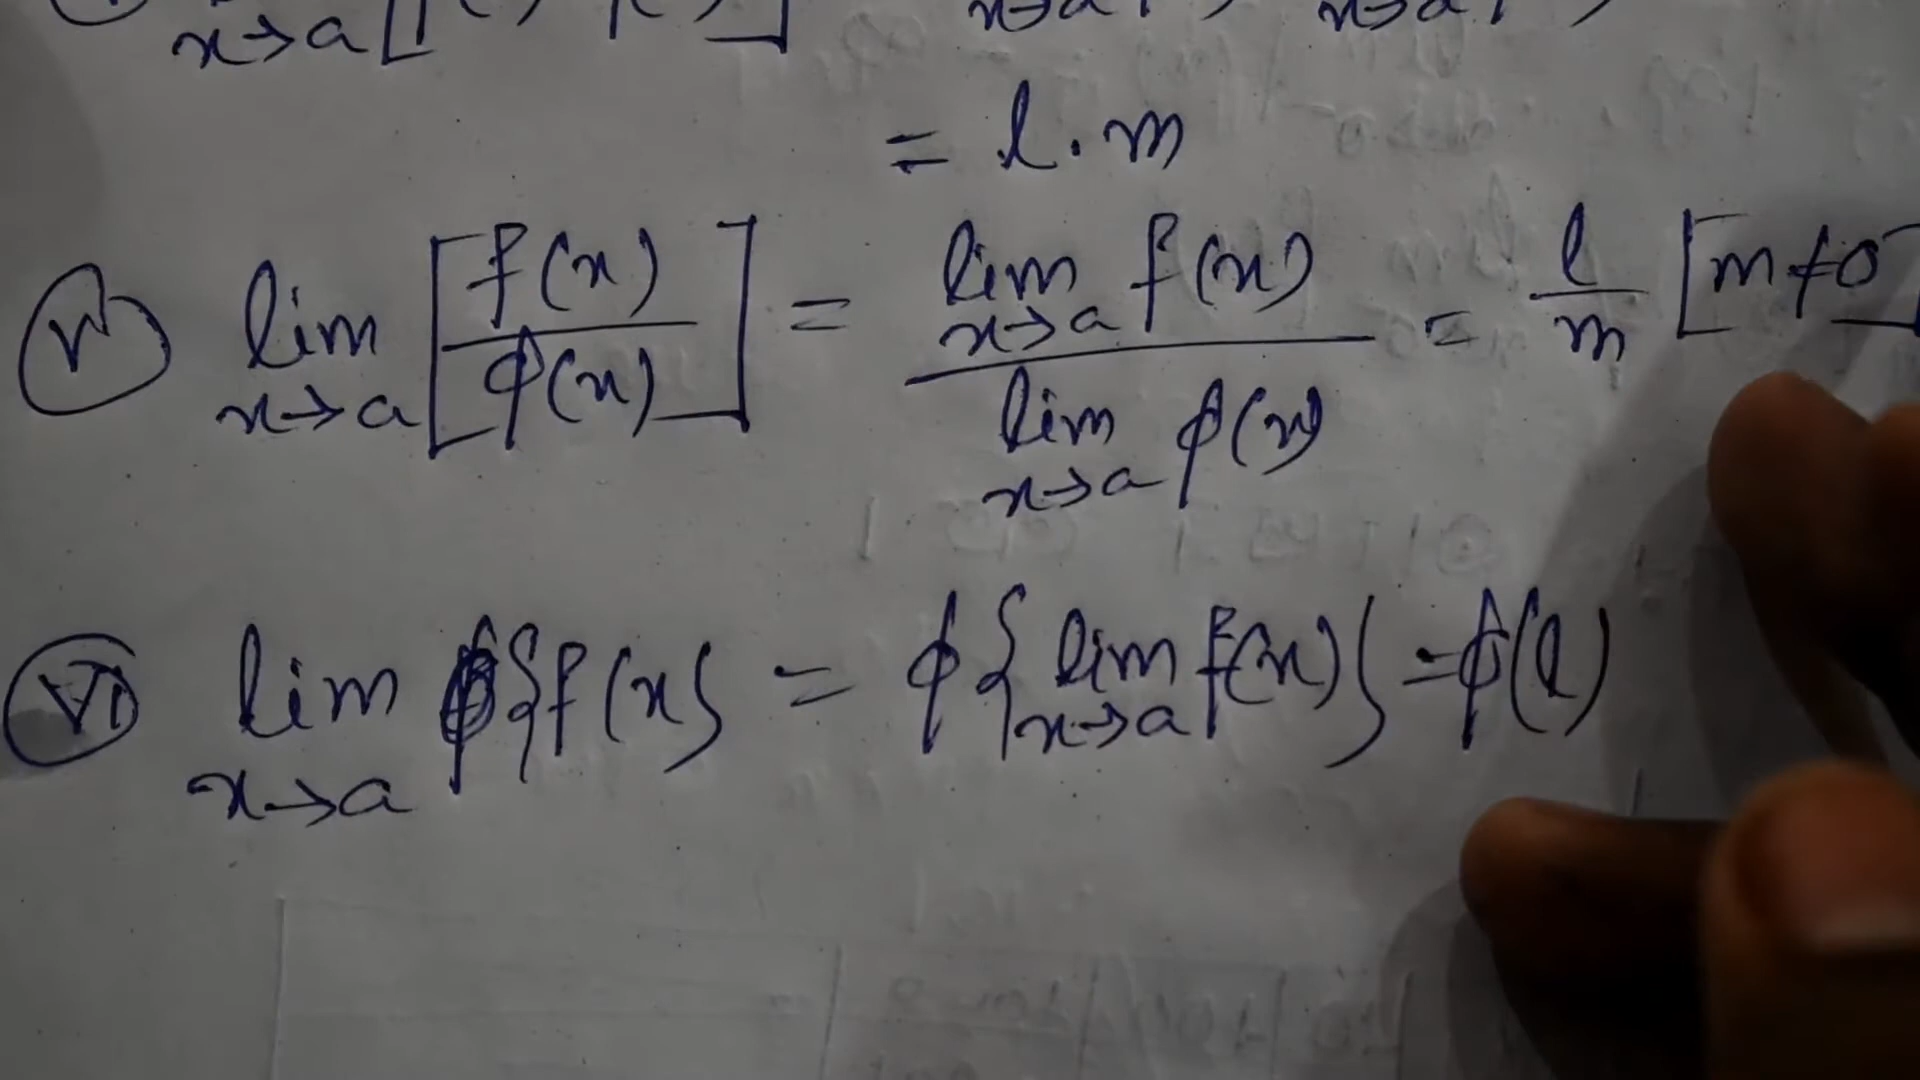 x→a
x→a x→a
= l·m
(v) lim x→a [f(x)/ϕ(x)] = lim x→a f(x) / lim x→a ϕ(x) = l/m [m≠0]
(vi) lim x→a ϕ{f(x} = ϕ{lim x→a f(x)} = ϕ(l)